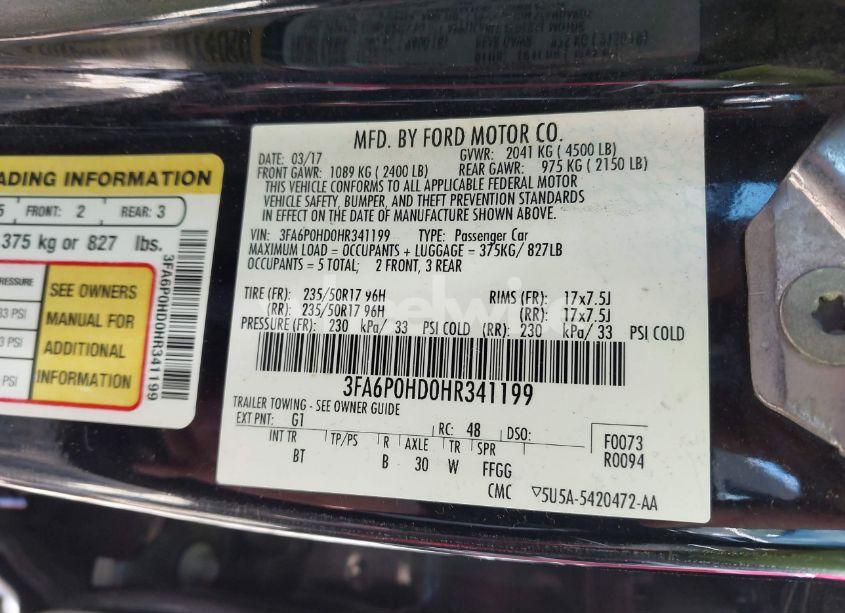 MFD. BY FORD MOTOR CO.
DATE: 03/17 GVWR: 2041 KG ( 4500 LB)
FRONT GAWR: 1089 KG ( 2400 LB) REAR GAWR: 975 KG ( 2150 LB)
THIS VEHICLE CONFORMS TO ALL APPLICABLE FEDERAL MOTOR
VEHICLE SAFETY, BUMPER, AND THEFT PREVENTION STANDARDS
IN EFFECT ON THE DATE OF MANUFACTURE SHOWN ABOVE.
VIN: 3FA6P0HD0HR341199 TYPE: Passenger Car
MAXIMUM LOAD = OCCUPANTS + LUGGAGE = 375KG/ 827LB
OCCUPANTS = 5 TOTAL; 2 FRONT, 3 REAR
TIRE (FR): 235/50R17 96H RIMS (FR): 17x7.5J
(RR): 235/50R17 96H (RR): 17x7.5J
PRESSURE (FR): 230 kPa/ 33 PSI COLD (RR): 230 kPa/ 33 PSI COLD
3FA6P0HD0HR341199
TRAILER TOWING - SEE OWNER GUIDE
EXT PNT: G1 RC: 48 DSO:
INT TR TP/PS R AXLE TR SPR
BT B 30 W FFGG
F0073
R0094
CMC ▽5U5A-5420472-AA
ADING INFORMATION
5 FRONT: 2 REAR: 3
375 kg or 827 lbs.
PRESSURE
33 PSI
3 PSI
PSI
SEE OWNERS
MANUAL FOR
ADDITIONAL
INFORMATION
3FA6P0HD0HR341199